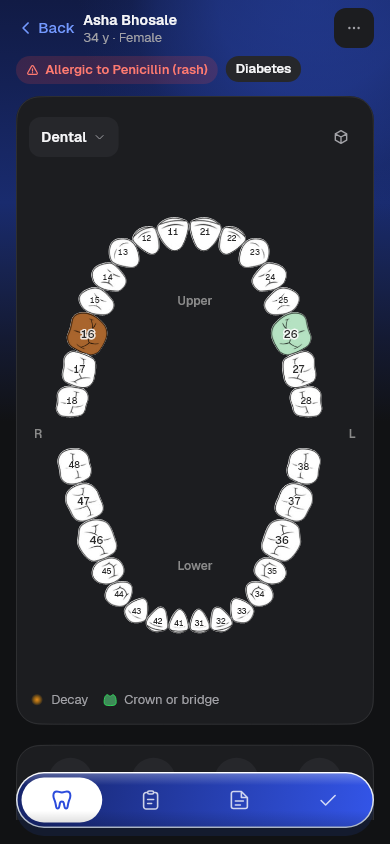 Back
Asha Bhosale
34 y · Female
Allergic to Penicillin (rash)
Diabetes
Dental
11 21
12 22
13 23
14 24
15 25
Upper
16 26
17 27
18 28
R L
48 38
47 37
46 36
Lower
45 35
44 34
43 33
42 41 31 32
Decay
Crown or bridge